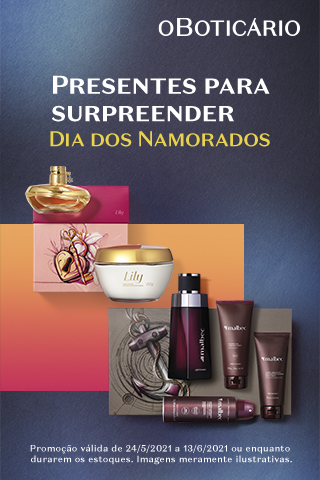 oBoticário
Presentes para
surpreender
Dia dos Namorados
Lily
Lily
malbec
malbec
malbec
malbec
Promoção válida de 24/5/2021 a 13/6/2021 ou enquanto
durarem os estoques. Imagens meramente ilustrativas.